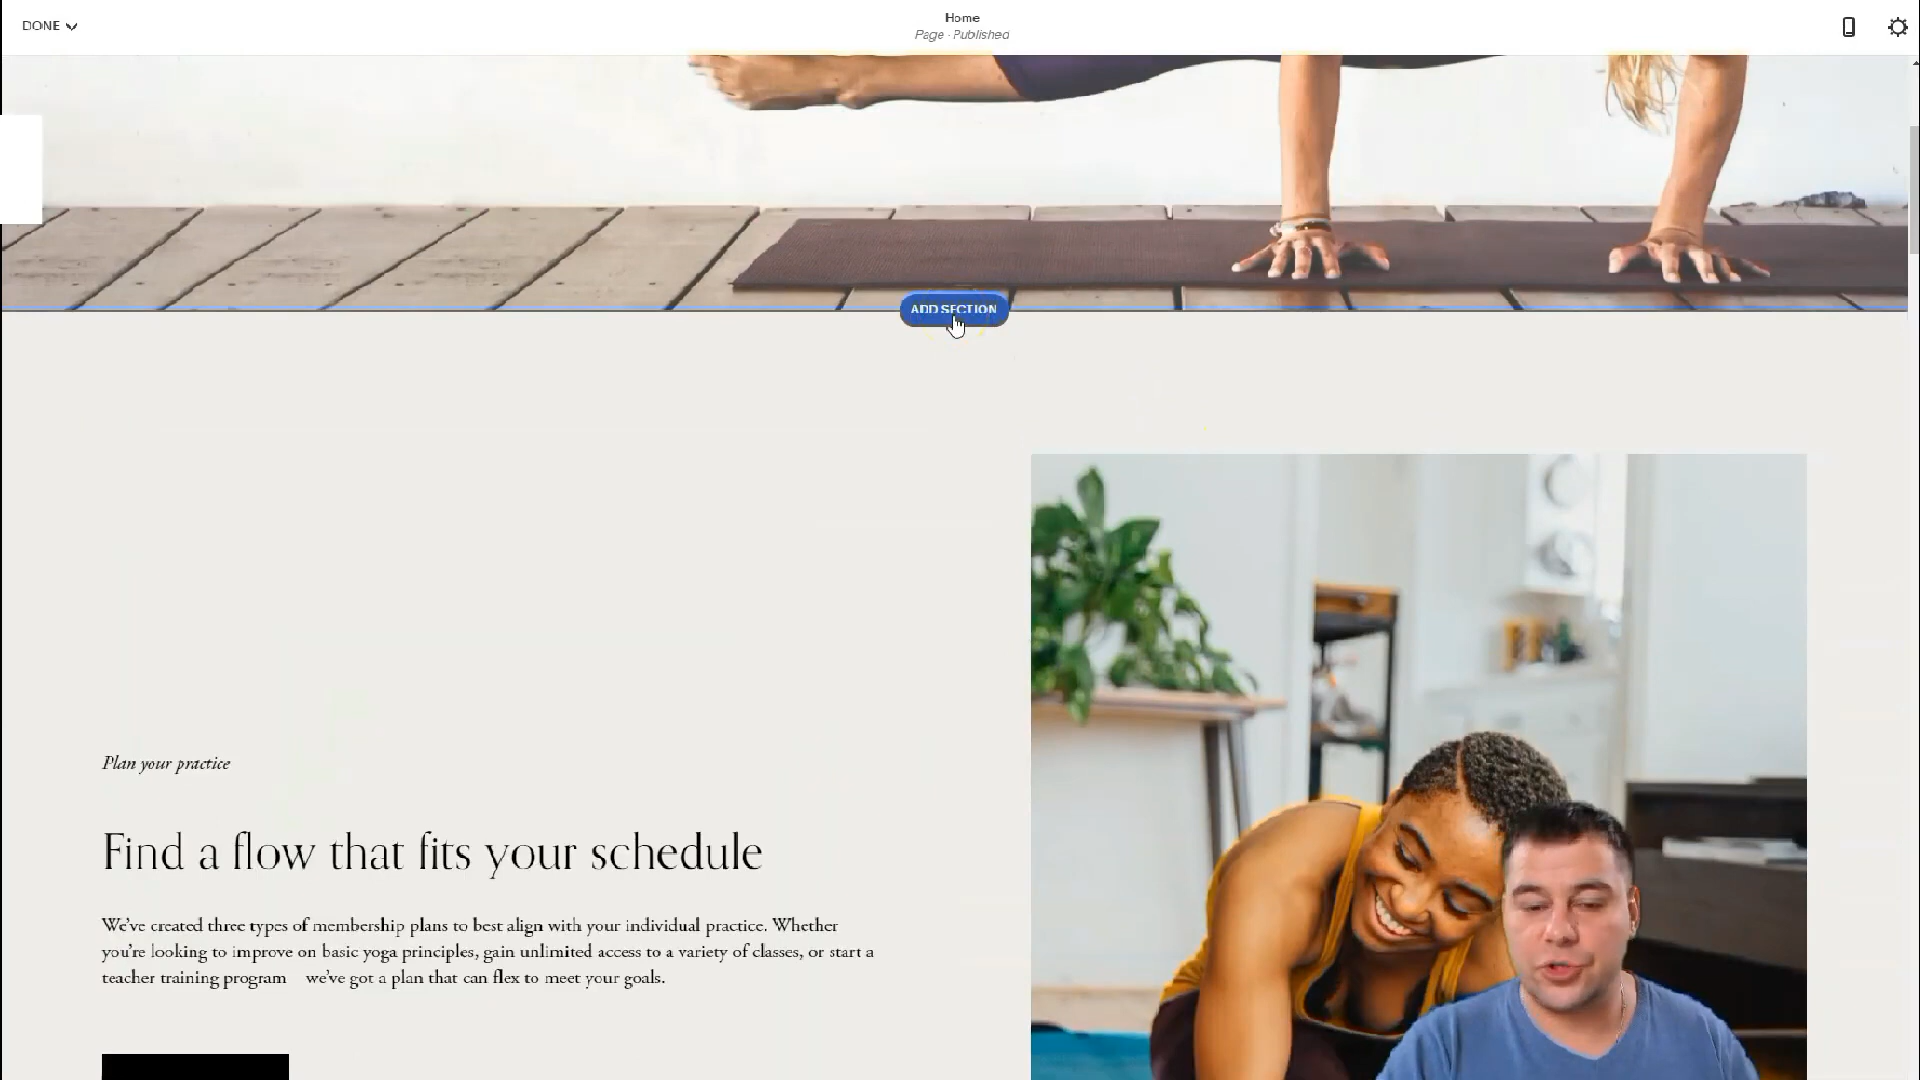 DONE
Home
Page · Published
ADD SECTION
Plan your practice
Find a flow that fits your schedule
We've created three types of membership plans to best align with your individual practice. Whether
you're looking to improve on basic yoga principles, gain unlimited access to a variety of classes, or start a
teacher training program we've got a plan that can flex to meet your goals.